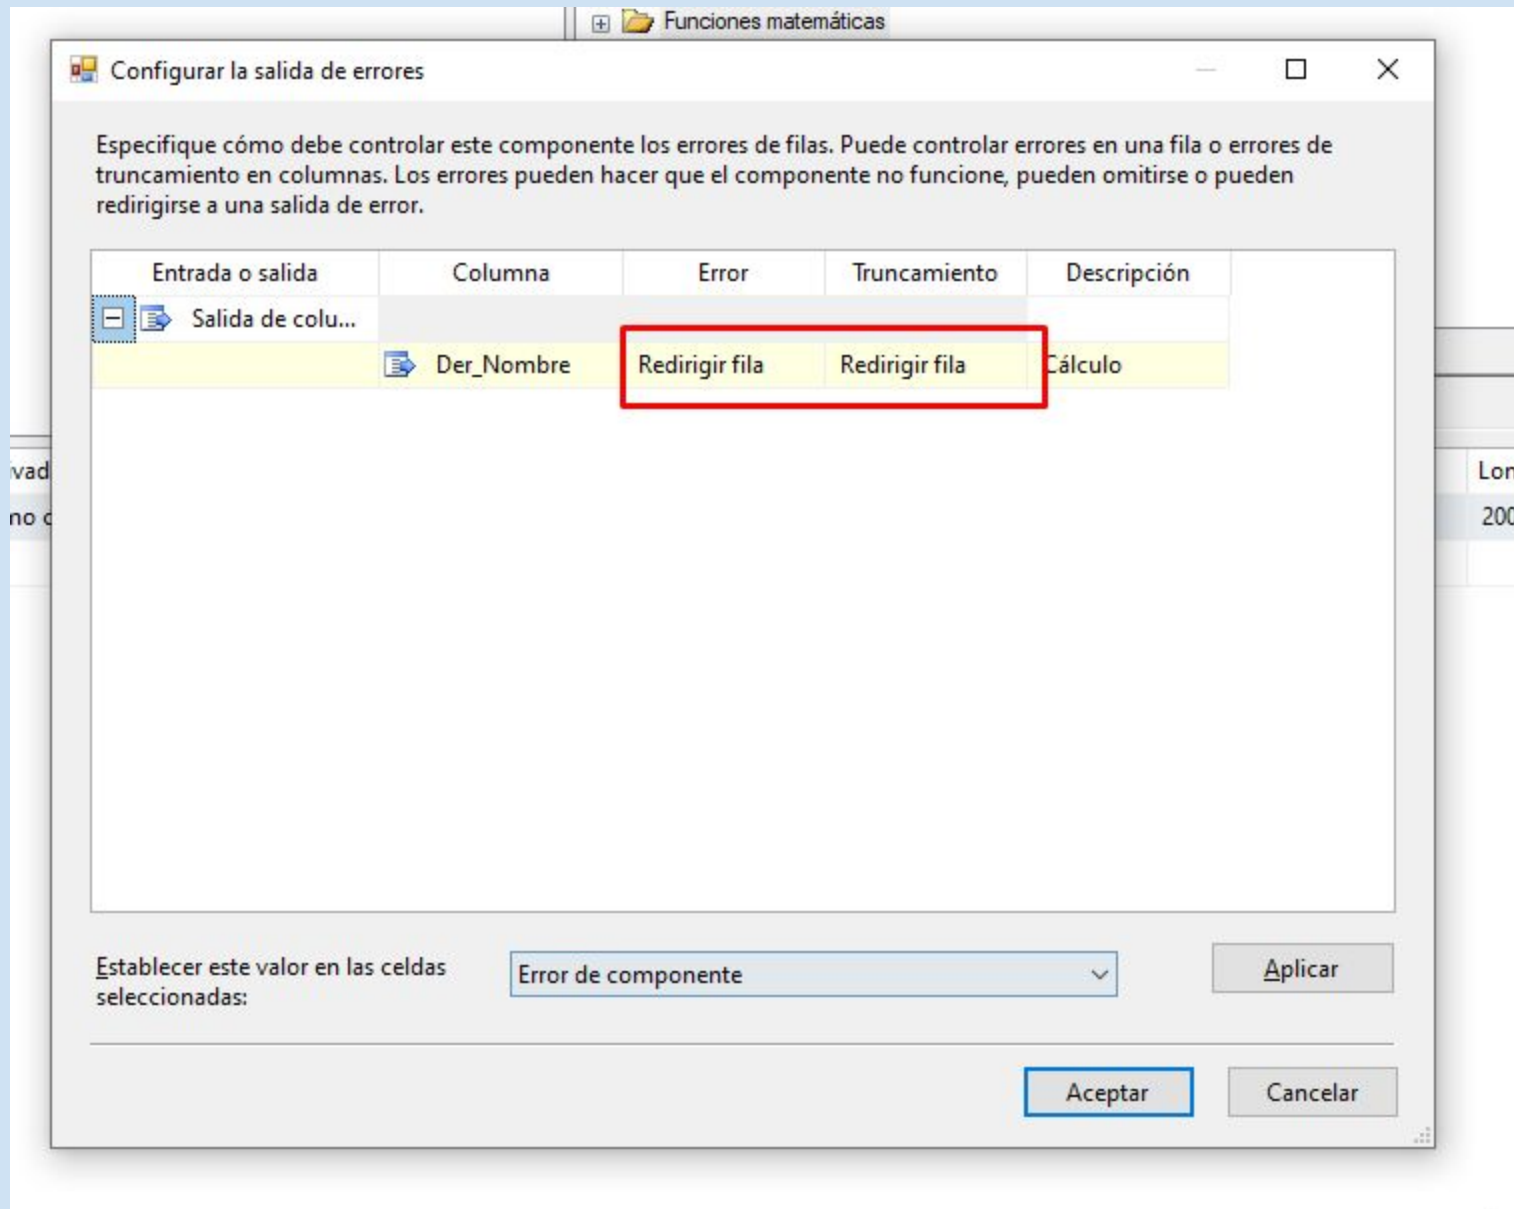 Funciones matemáticas
Configurar la salida de errores
Especifique cómo debe controlar este componente los errores de filas. Puede controlar errores en una fila o errores de
truncamiento en columnas. Los errores pueden hacer que el componente no funcione, pueden omitirse o pueden
redirigirse a una salida de error.
Entrada o salida Columna Error Truncamiento Descripción
Salida de colu...
Der_Nombre Redirigir fila Redirigir fila Cálculo
200
Establecer este valor en las celdas
seleccionadas:
Error de componente
Aplicar
Aceptar Cancelar